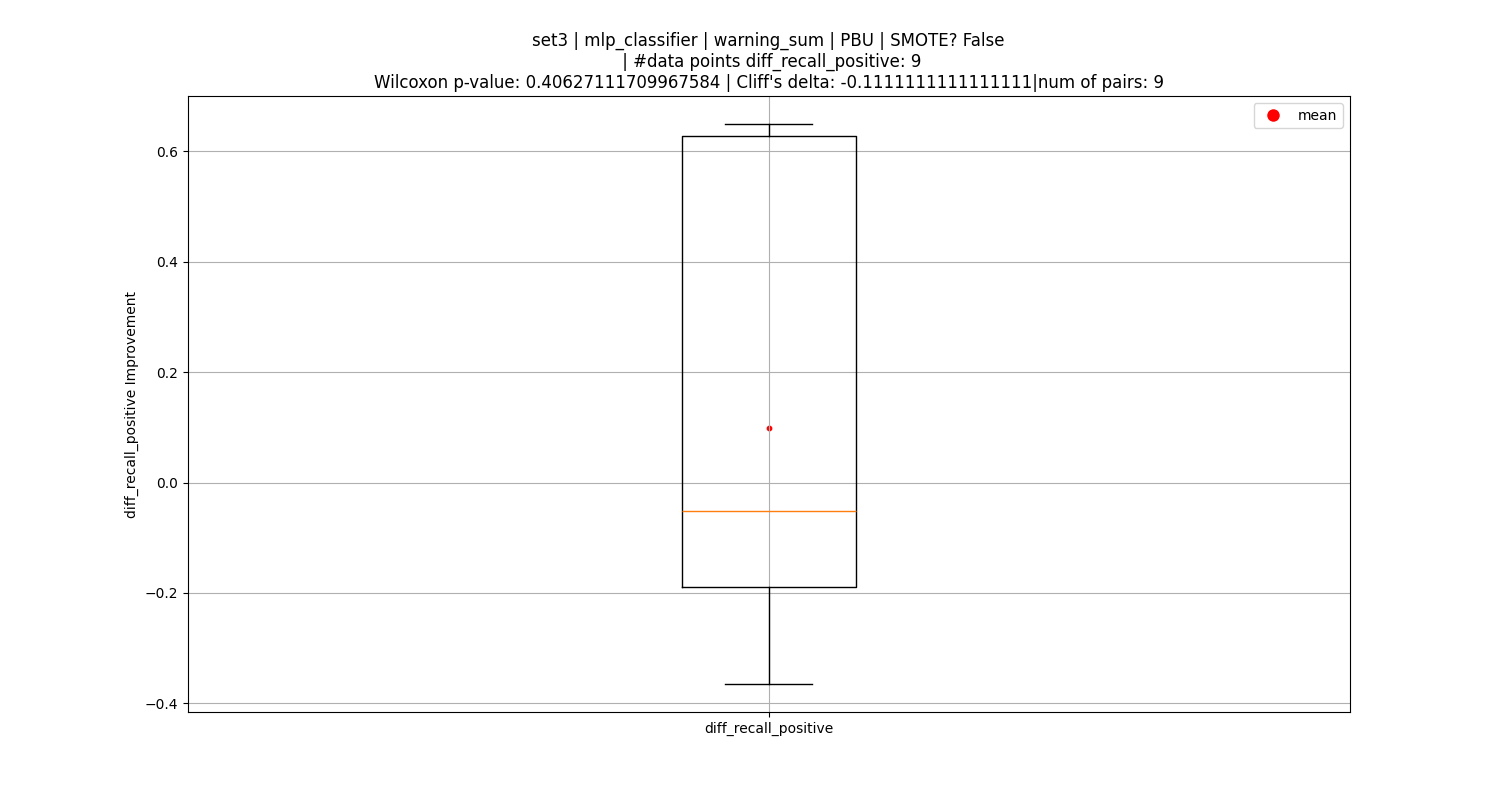 set3 | mlp_classifier | warning_sum | PBU | SMOTE? False
| #data points diff_recall_positive: 9
Wilcoxon p-value: 0.40627111709967584 | Cliff's delta: -0.1111111111111111|num of pairs: 9
mean
0.6
0.4
0.2
0.0
−0.2
−0.4
diff_recall_positive Improvement
diff_recall_positive